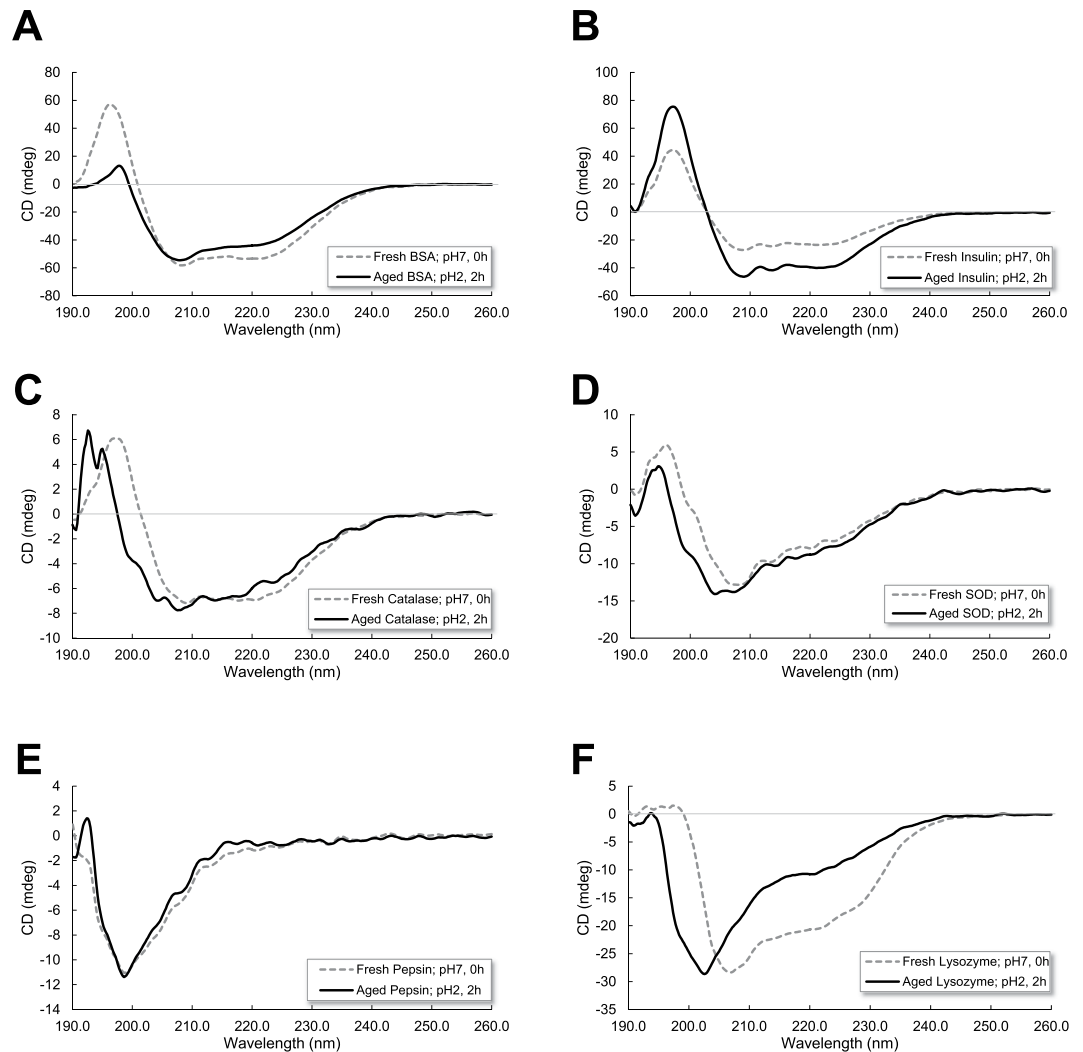 A
80
60
40
20
0
-20
-40
-60
-80
CD (mdeg)
Fresh BSA; pH7, 0h
Aged BSA; pH2, 2h
190.0 200.0 210.0 220.0 230.0 240.0 250.0 260.0
Wavelength (nm)
B
100
80
60
40
20
0
-20
-40
-60
CD (mdeg)
Fresh Insulin; pH7, 0h
Aged Insulin; pH2, 2h
190.0 200.0 210.0 220.0 230.0 240.0 250.0 260.0
Wavelength (nm)
C
8
6
4
2
0
-2
-4
-6
-8
-10
CD (mdeg)
Fresh Catalase; pH7, 0h
Aged Catalase; pH2, 2h
190.0 200.0 210.0 220.0 230.0 240.0 250.0 260.0
Wavelength (nm)
D
10
5
0
-5
-10
-15
-20
CD (mdeg)
Fresh SOD; pH7, 0h
Aged SOD; pH2, 2h
190.0 200.0 210.0 220.0 230.0 240.0 250.0 260.0
Wavelength (nm)
E
4
2
0
-2
-4
-6
-8
-10
-12
-14
CD (mdeg)
Fresh Pepsin; pH7, 0h
Aged Pepsin; pH2, 2h
190.0 200.0 210.0 220.0 230.0 240.0 250.0 260.0
Wavelength (nm)
F
5
0
-5
-10
-15
-20
-25
-30
-35
CD (mdeg)
Fresh Lysozyme; pH7, 0h
Aged Lysozyme; pH2, 2h
190.0 200.0 210.0 220.0 230.0 240.0 250.0 260.0
Wavelength (nm)